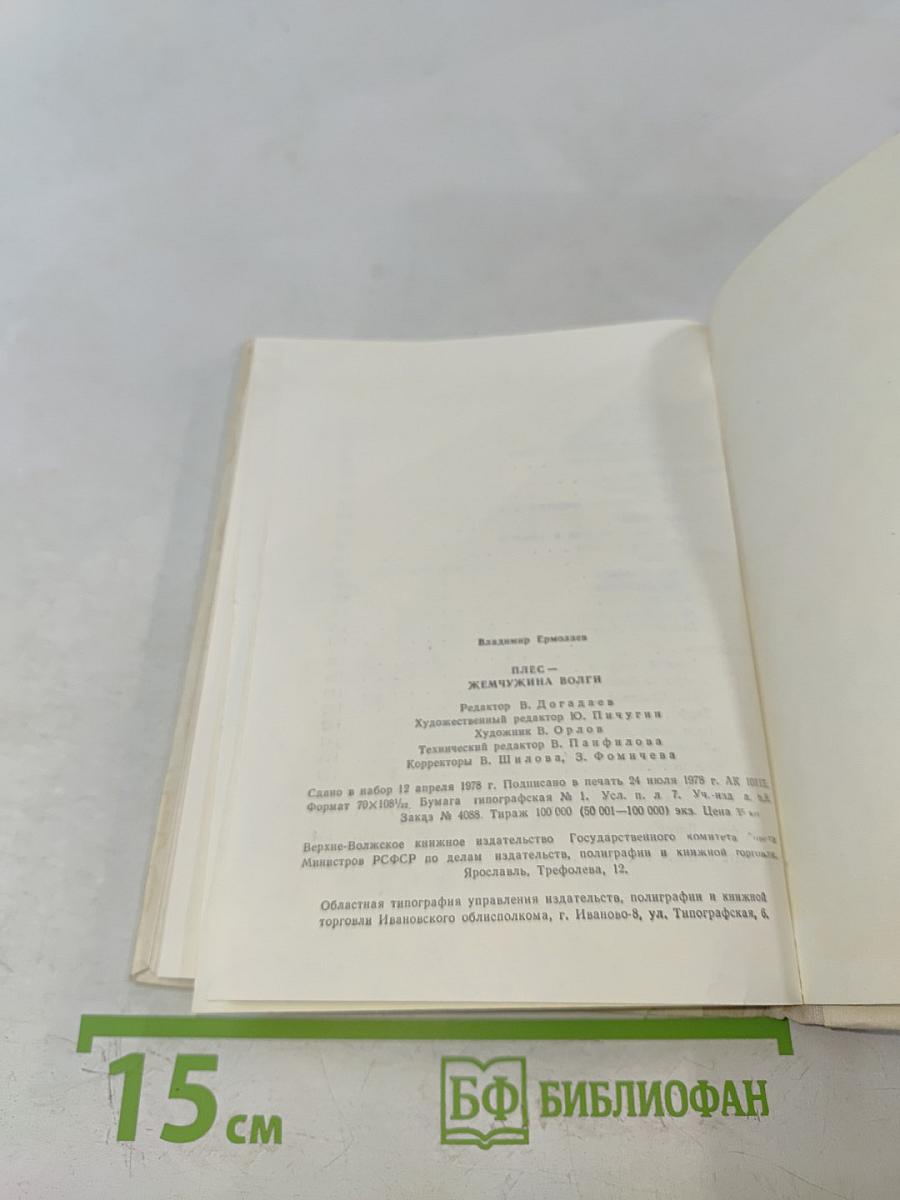 Владимир Ермолаев
ПЛЕС —
ЖЕМЧУЖИНА ВОЛГИ
Редактор В. Догадаев
Художественный редактор Ю. Пичугин
Художник В. Орлов
Технический редактор В. Панфилова
Корректоры В. Шилова, З. Фомичева
Сдано в набор 12 апреля 1978 г. Подписано в печать 24 июля 1978 г. АК
Формат 70×108¹/₃₂. Бумага типографская № 1. Усл. п. л. 7. Уч.-изд л.
Заказ № 4088. Тираж 100 000 (50 001—100 000) экз. Цена
Верхне-Волжское книжное издательство Государственного комитета
Министров РСФСР по делам издательств, полиграфии и книжной торговли.
Ярославль, Трефолева, 12.
Областная типография управления издательств, полиграфии и книжной
торговли Ивановского облисполкома, г. Иваново-8, ул. Типографская, 6.
15 см
БФ БИБЛИОФАН